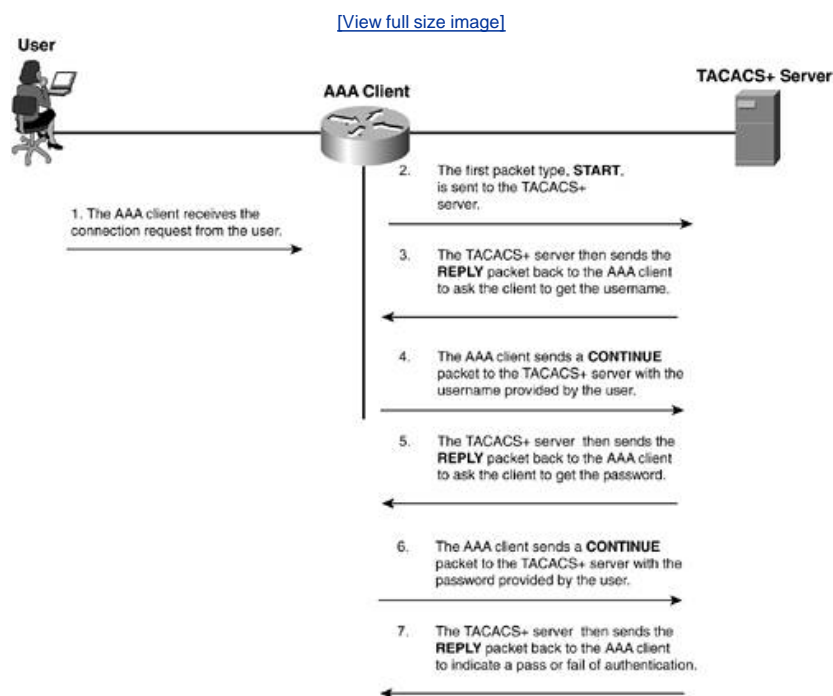 [View full size image]
User
AAA Client
TACACS+ Server
1. The AAA client receives the
connection request from the user.
2. The first packet type, START,
is sent to the TACACS+
server.
3. The TACACS+ server then sends the
REPLY packet back to the AAA client
to ask the client to get the username.
4. The AAA client sends a CONTINUE
packet to the TACACS+ server with the
username provided by the user.
5. The TACACS+ server then sends the
REPLY packet back to the AAA client
to ask the client to get the password.
6. The AAA client sends a CONTINUE
packet to the TACACS+ server with the
password provided by the user.
7. The TACACS+ server then sends the
REPLY packet back to the AAA client
to indicate a pass or fail of authentication.